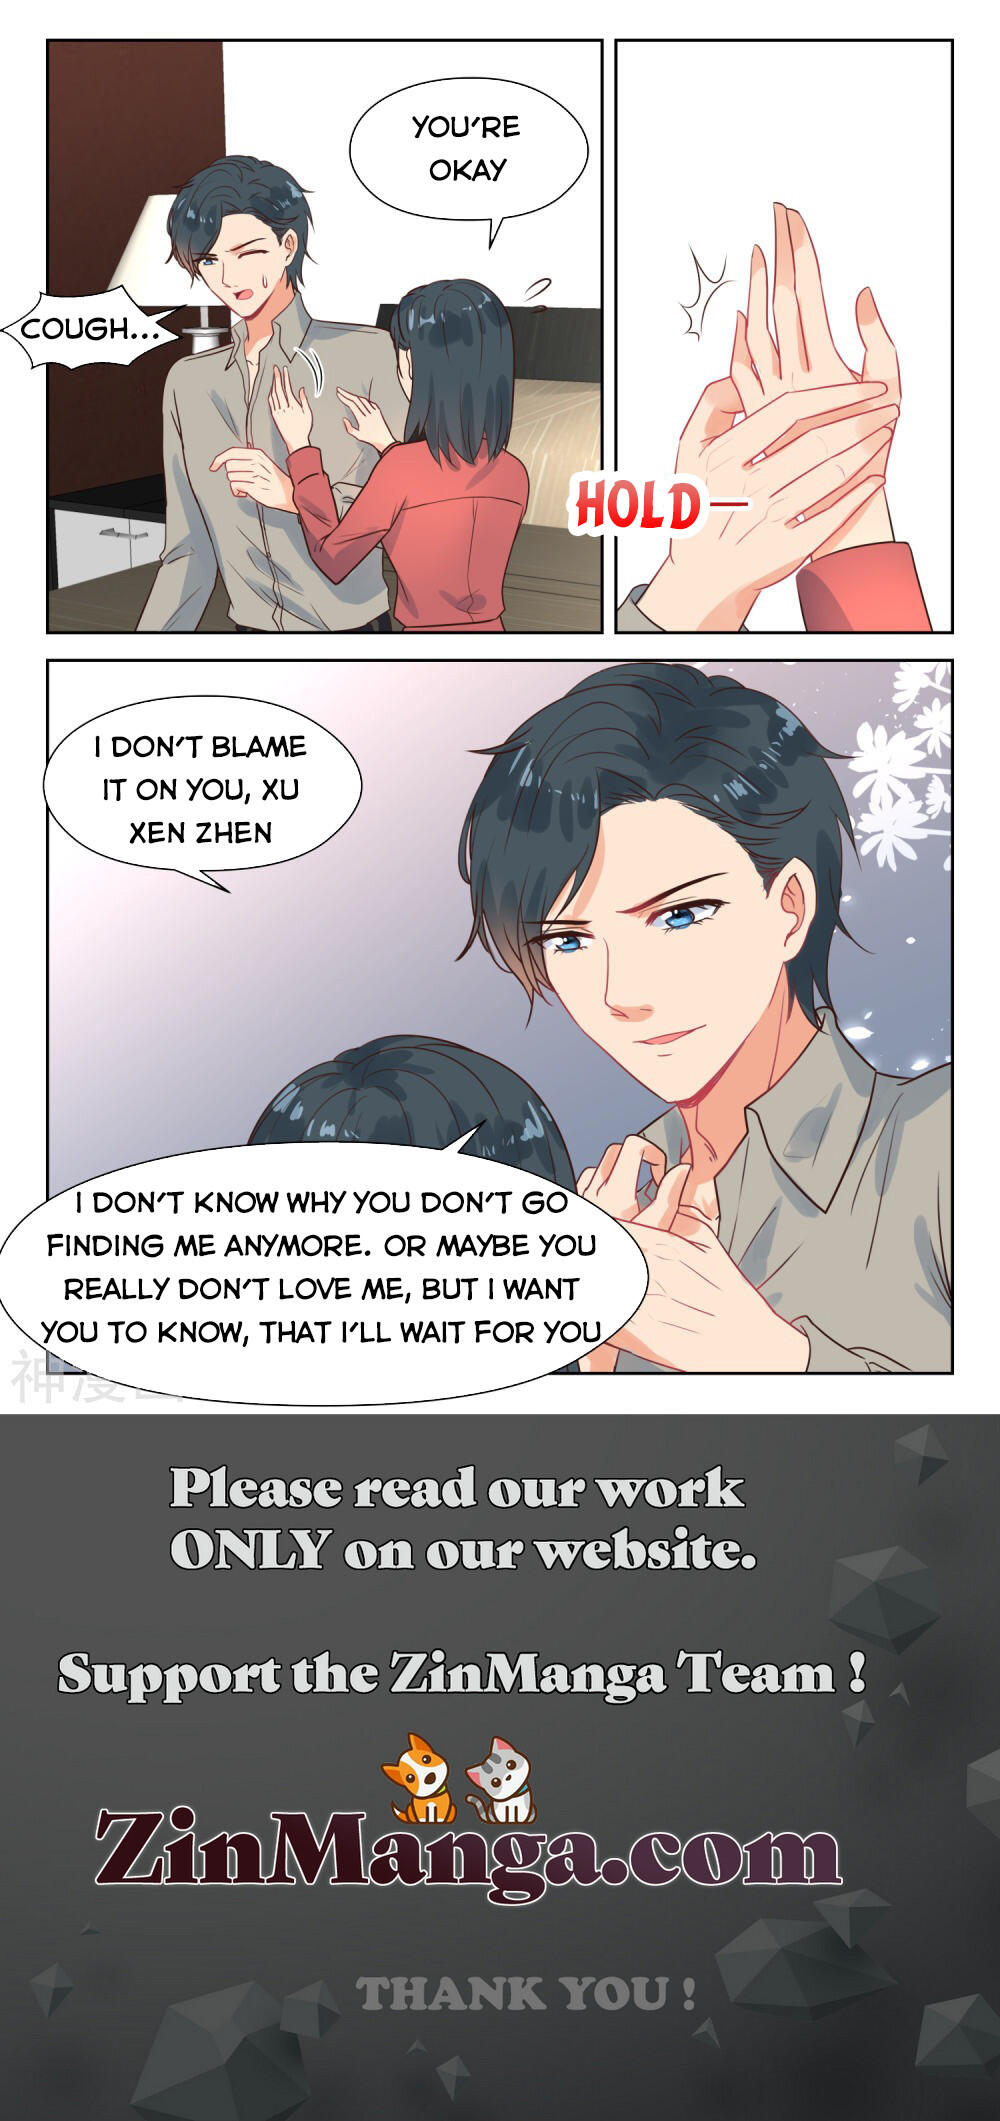 YOU'RE
OKAY
COUGH...
HOLD—
I DON'T BLAME
IT ON YOU, XU
XEN ZHEN
I DON'T KNOW WHY YOU DON'T GO
FINDING ME ANYMORE. OR MAYBE YOU
REALLY DON'T LOVE ME, BUT I WANT
YOU TO KNOW, THAT I'LL WAIT FOR YOU
神漫
Please read our work
ONLY on our website.
Support the ZinManga Team !
ZinManga.com
THANK YOU !